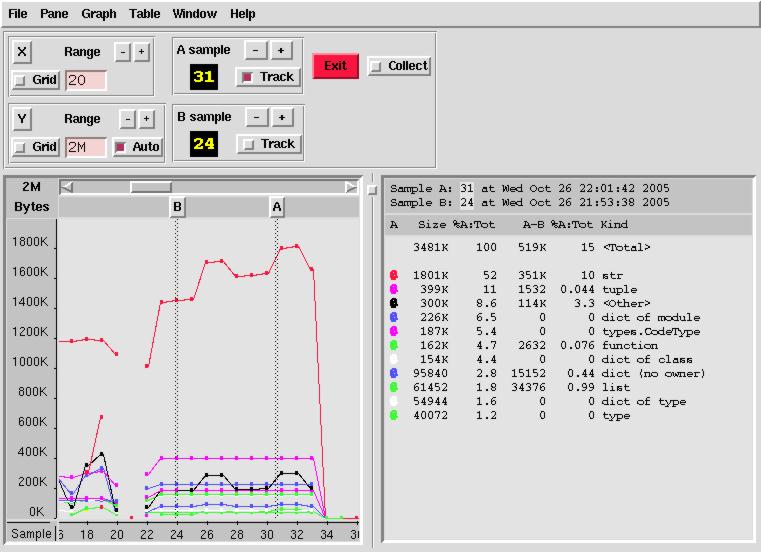 File Pane Graph Table Window Help
X Range - +
Grid 20
A sample - +
31 Track
Exit
Collect
Y Range - +
Grid 2M Auto
B sample - +
24 Track
2M
Bytes B A
1800K
1600K
1400K
1200K
1000K
800K
600K
400K
200K
0K
Sample 18 20 22 24 26 28 30 32 34
Sample A: 31 at Wed Oct 26 22:01:42 2005
Sample B: 24 at Wed Oct 26 21:53:38 2005
A Size %A:Tot A-B %A:Tot Kind
3481K 100 519K 15 <Total>
1801K 52 351K 10 str
399K 11 1532 0.044 tuple
300K 8.6 114K 3.3 <Other>
226K 6.5 0 0 dict of module
187K 5.4 0 0 types.CodeType
162K 4.7 2632 0.076 function
154K 4.4 0 0 dict of class
95840 2.8 15152 0.44 dict (no owner)
61452 1.8 34376 0.99 list
54944 1.6 0 0 dict of type
40072 1.2 0 0 type